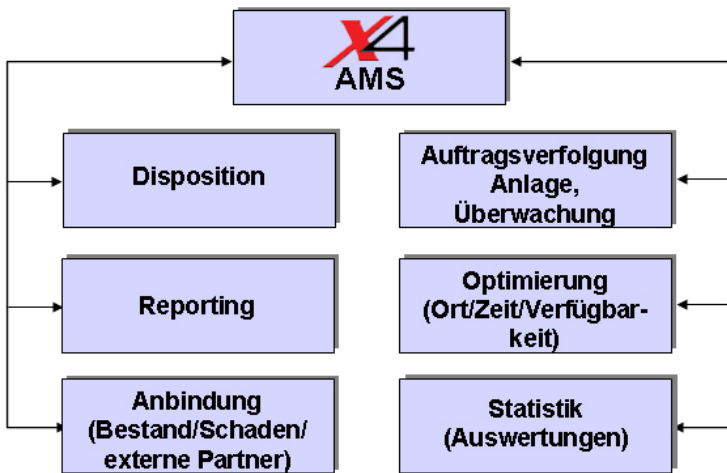 X4
AMS
Disposition
Auftragsverfolgung
Anlage,
Überwachung
Reporting
Optimierung
(Ort/Zeit/Verfügbar-
keit)
Anbindung
(Bestand/Schaden/
externe Partner)
Statistik
(Auswertungen)